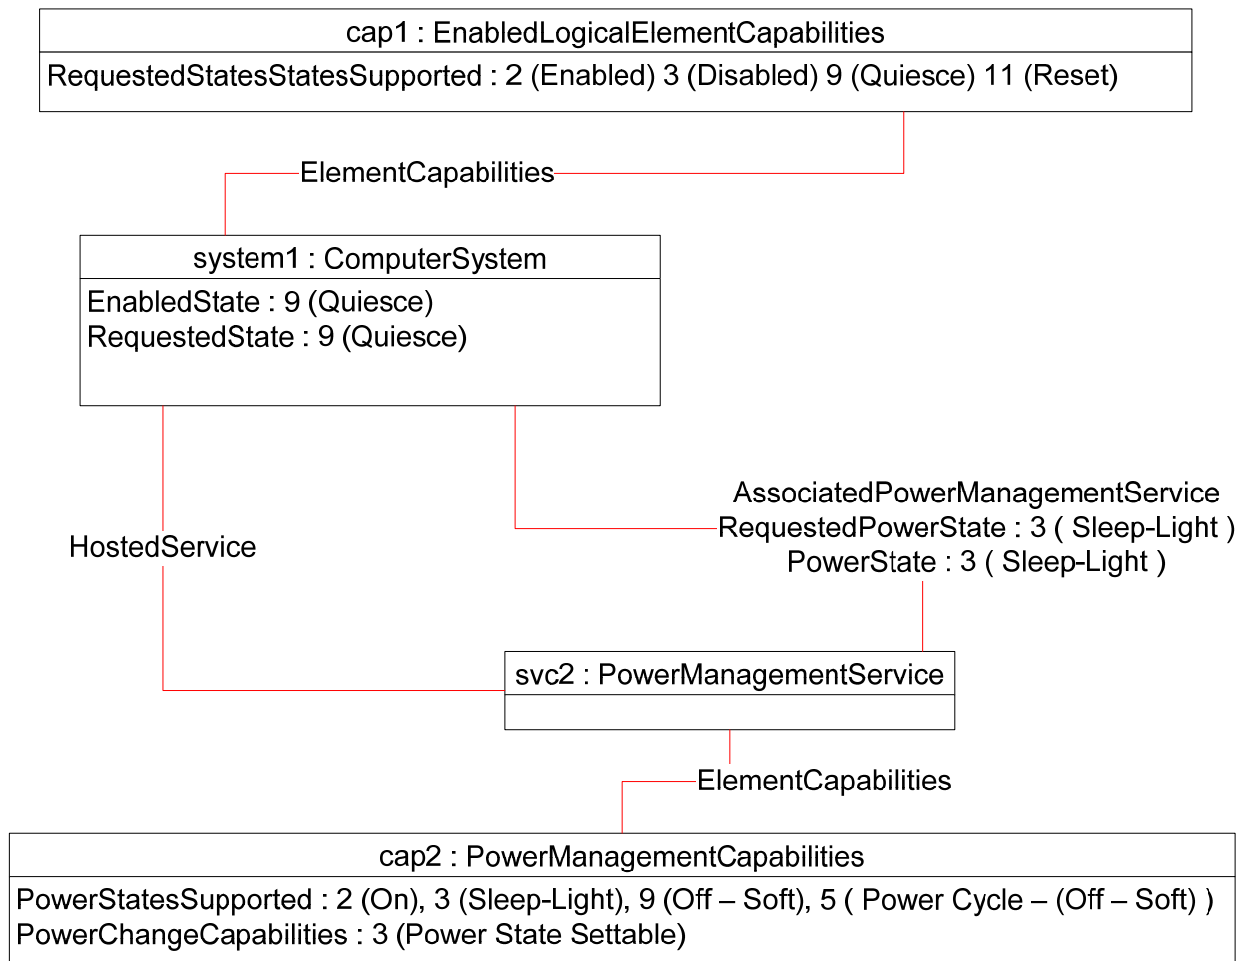 cap1 : EnabledLogicalElementCapabilities
RequestedStatesStatesSupported : 2 (Enabled) 3 (Disabled) 9 (Quiesce) 11 (Reset)
ElementCapabilities
system1 : ComputerSystem
EnabledState : 9 (Quiesce)
RequestedState : 9 (Quiesce)
AssociatedPowerManagementService
RequestedPowerState : 3 ( Sleep-Light )
PowerState : 3 ( Sleep-Light )
HostedService
svc2 : PowerManagementService
ElementCapabilities
cap2 : PowerManagementCapabilities
PowerStatesSupported : 2 (On), 3 (Sleep-Light), 9 (Off – Soft), 5 ( Power Cycle – (Off – Soft) )
PowerChangeCapabilities : 3 (Power State Settable)